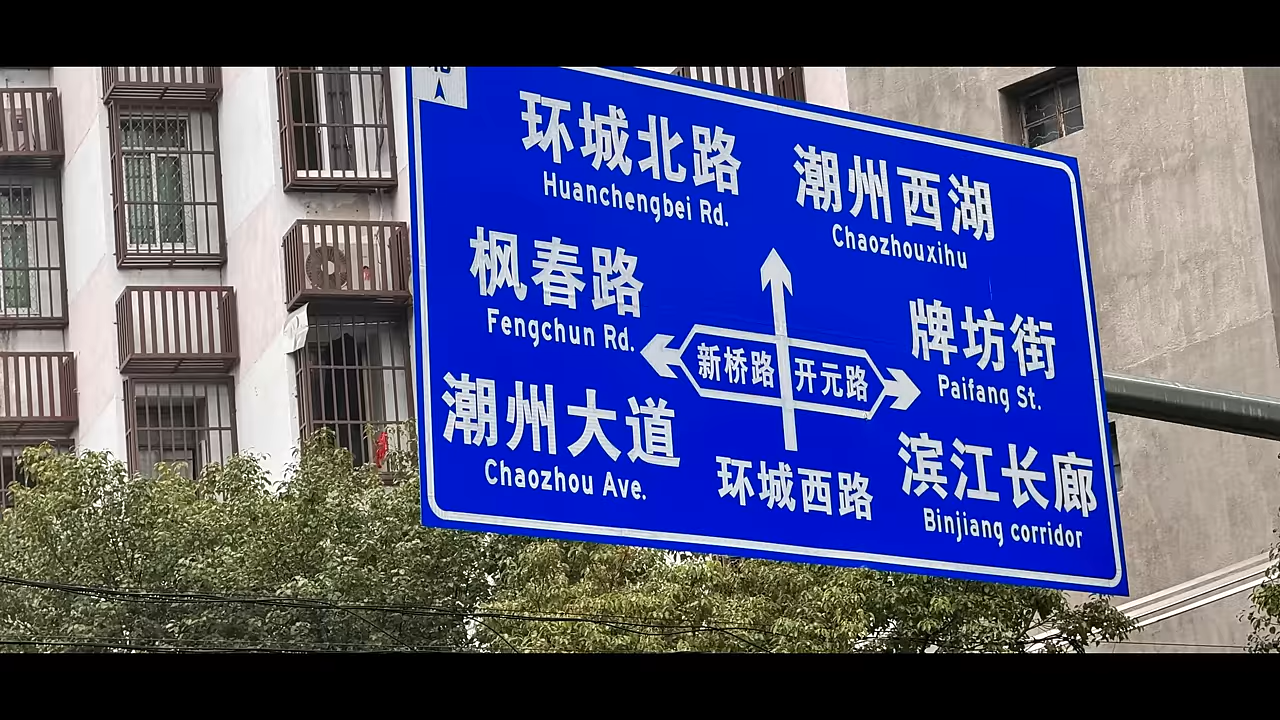 北
环城北路
Huanchengbei Rd.
潮州西湖
Chaozhouxihu
枫春路
Fengchun Rd.
牌坊街
Paifang St.
新桥路
开元路
潮州大道
Chaozhou Ave.
环城西路
滨江长廊
Binjiang corridor